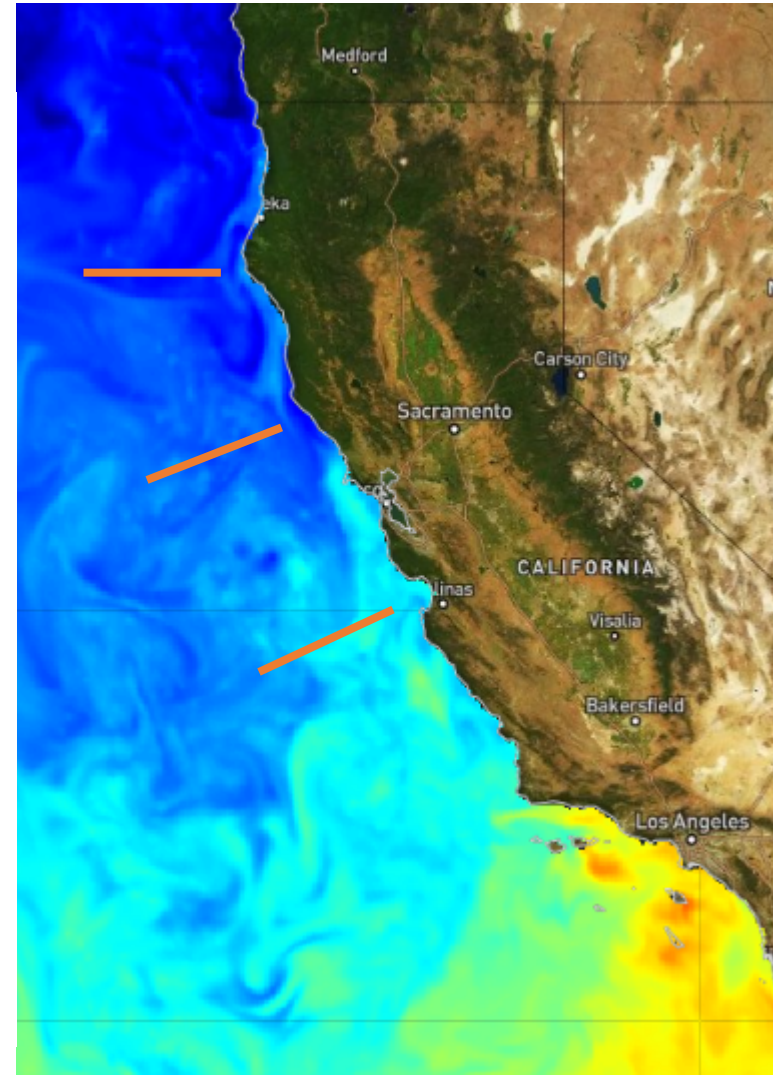 Medford
eka
Carson City
Sacramento
CALIFORNIA
linas
Visalia
Bakersfield
Los Angeles